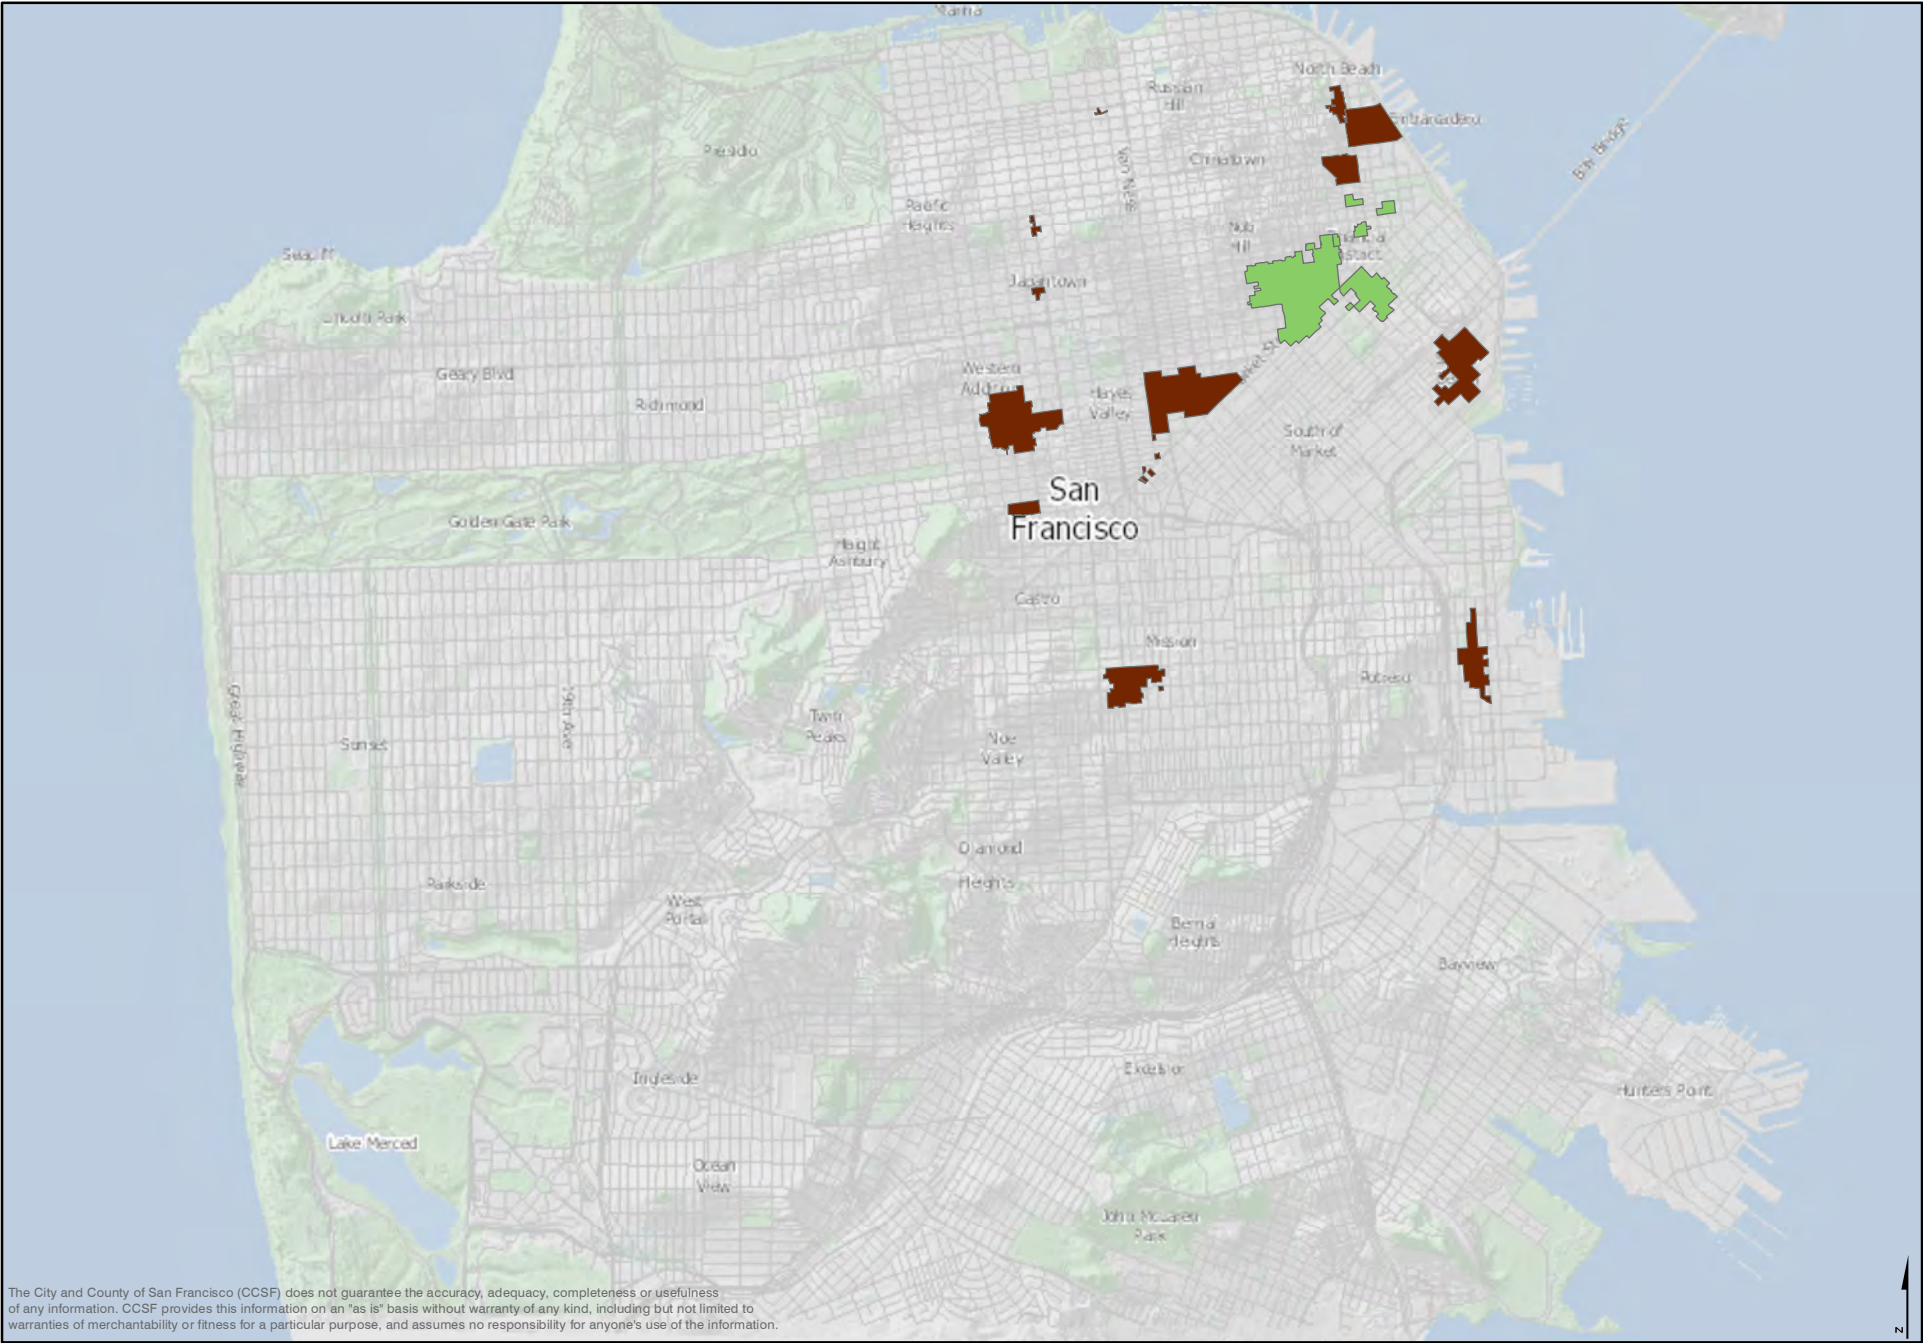 Marina
North Beach
Russian
Hill
Embarcadero
Presidio
Chinatown
Van Ness
Bay Bridge
Pacific
Heights
Nob
Hill
Financial
District
Seacliff
Japantown
Lincoln Park
Market St
Geary Blvd
Western
Addition
Richmond
Hayes
Valley
South of
Market
San
Francisco
Golden Gate Park
Haight
Ashbury
Castro
Mission
Potrero
Great Highway
19th Ave
Twin
Peaks
Sunset
Noe
Valley
Diamond
Heights
Parkside
West
Portal
Bernal
Heights
Bayview
Ingleside
Excelsior
Hunters Point
Lake Merced
Ocean
View
John McLaren
Park
The City and County of San Francisco (CCSF) does not guarantee the accuracy, adequacy, completeness or usefulness
of any information. CCSF provides this information on an "as is" basis without warranty of any kind, including but not limited to
warranties of merchantability or fitness for a particular purpose, and assumes no responsibility for anyone's use of the information.
N